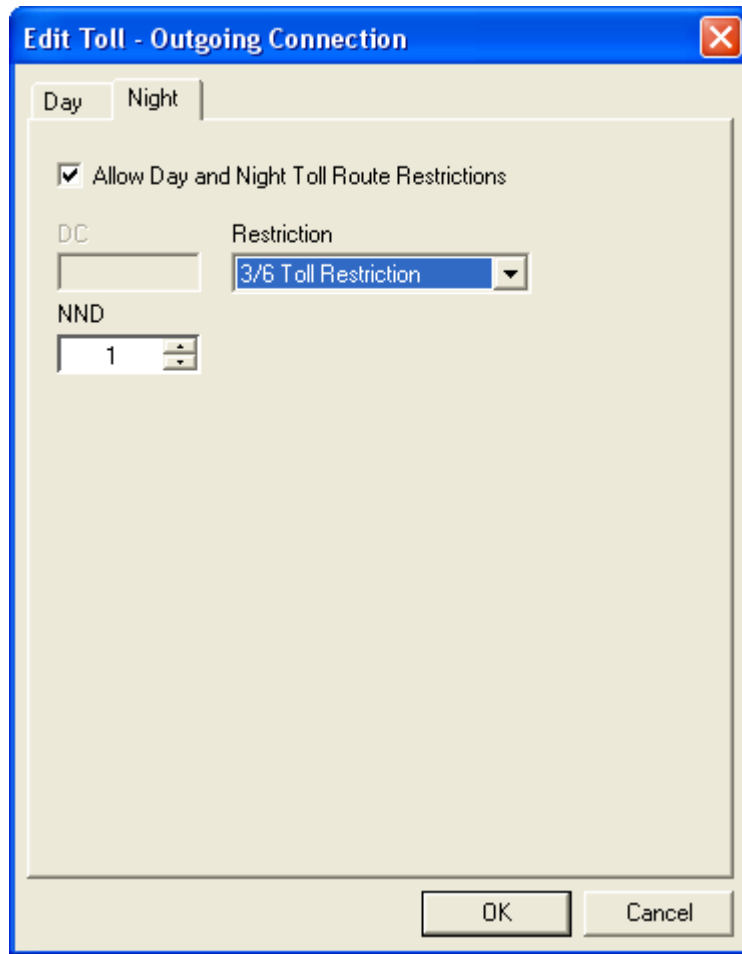 Edit Toll - Outgoing Connection
Day Night
Allow Day and Night Toll Route Restrictions
DC Restriction
3/6 Toll Restriction
NND
1
OK Cancel